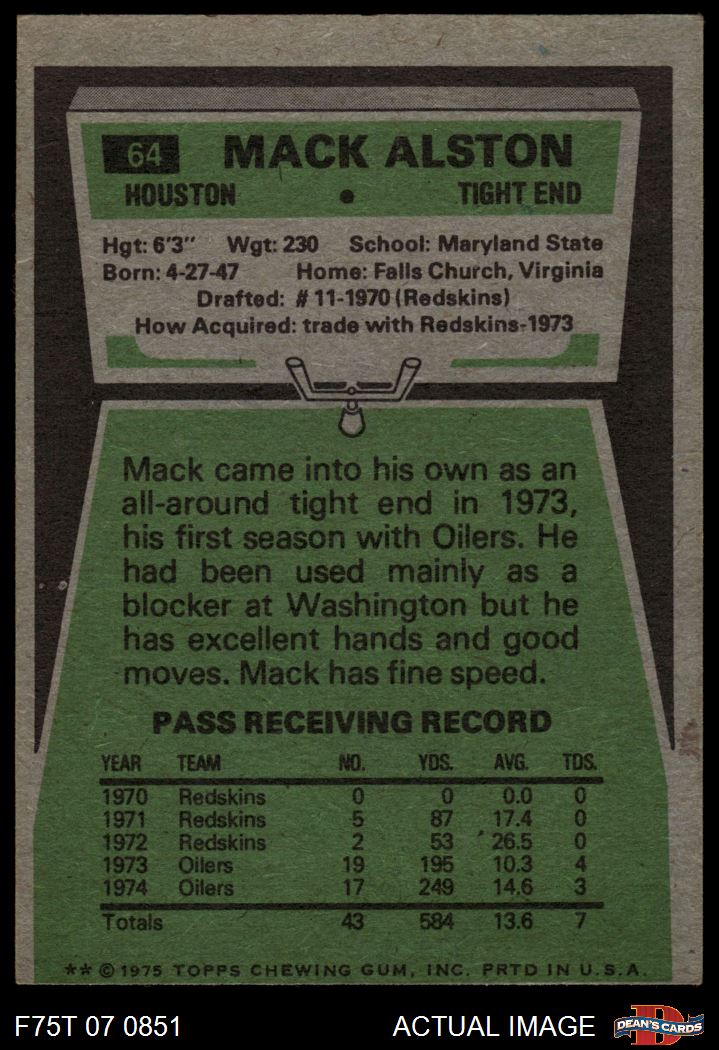 64 MACK ALSTON
HOUSTON • TIGHT END
Hgt: 6'3" Wgt: 230 School: Maryland State
Born: 4-27-47 Home: Falls Church, Virginia
Drafted: #11-1970 (Redskins)
How Acquired: trade with Redskins-1973
Mack came into his own as an
all-around tight end in 1973,
his first season with Oilers. He
had been used mainly as a
blocker at Washington but he
has excellent hands and good
moves. Mack has fine speed.
PASS RECEIVING RECORD
YEAR TEAM NO. YDS. AVG. TDS.
1970 Redskins 0 0 0.0 0
1971 Redskins 5 87 17.4 0
1972 Redskins 2 53 26.5 0
1973 Oilers 19 195 10.3 4
1974 Oilers 17 249 14.6 3
Totals 43 584 13.6 7
** © 1975 TOPPS CHEWING GUM, INC. PRTD IN U.S.A.
F75T 07 0851 ACTUAL IMAGE D DEAN'S CARDS